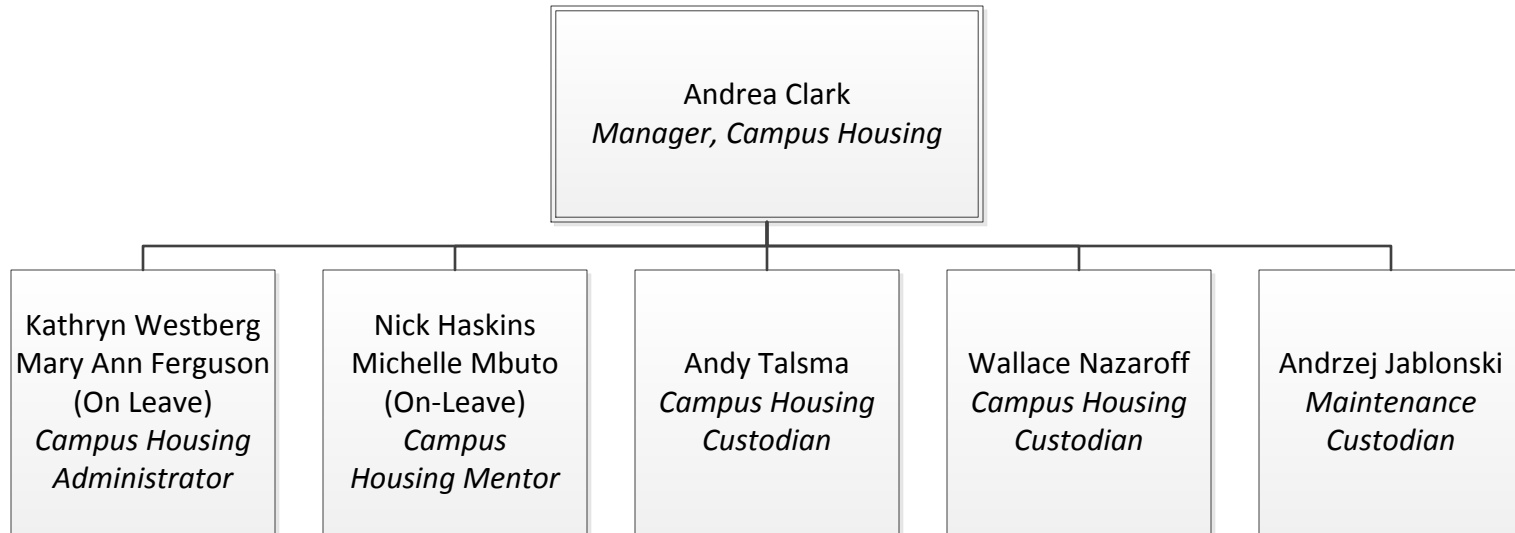 Andrea Clark
Manager, Campus Housing
Kathryn Westberg
Mary Ann Ferguson
(On Leave)
Campus Housing
Administrator
Nick Haskins
Michelle Mbuto
(On-Leave)
Campus
Housing Mentor
Andy Talsma
Campus Housing
Custodian
Wallace Nazaroff
Campus Housing
Custodian
Andrzej Jablonski
Maintenance
Custodian